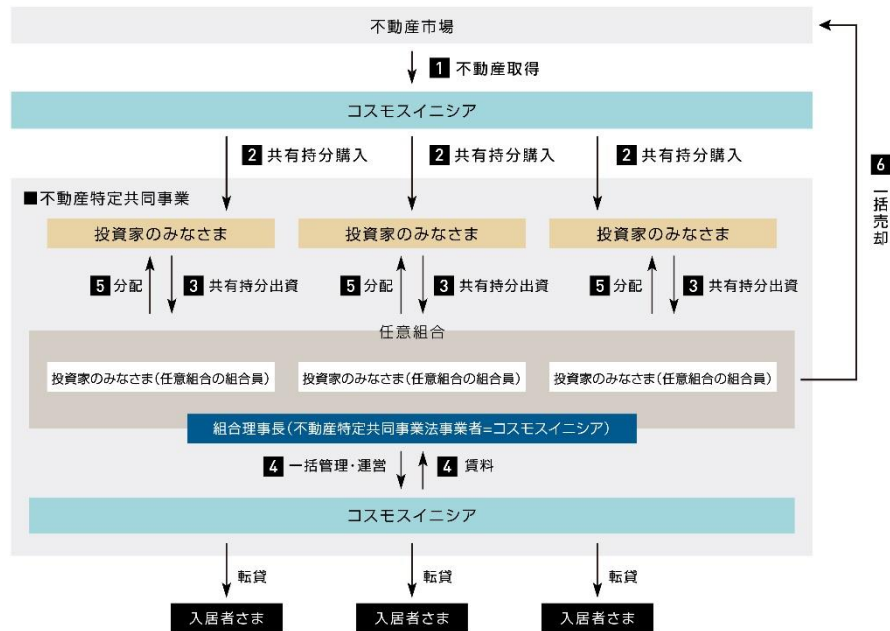 不動産市場
1 不動産取得
コスモスイニシア
2 共有持分購入 2 共有持分購入 2 共有持分購入
6 一括売却
■不動産特定共同事業
投資家のみなさま 投資家のみなさま 投資家のみなさま
5 分配 3 共有持分出資 5 分配 3 共有持分出資 5 分配 3 共有持分出資
任意組合
投資家のみなさま(任意組合の組合員) 投資家のみなさま(任意組合の組合員) 投資家のみなさま(任意組合の組合員)
組合理事長(不動産特定共同事業法事業者=コスモスイニシア)
4 一括管理・運営 4 賃料
コスモスイニシア
転貸 転貸 転貸
入居者さま 入居者さま 入居者さま